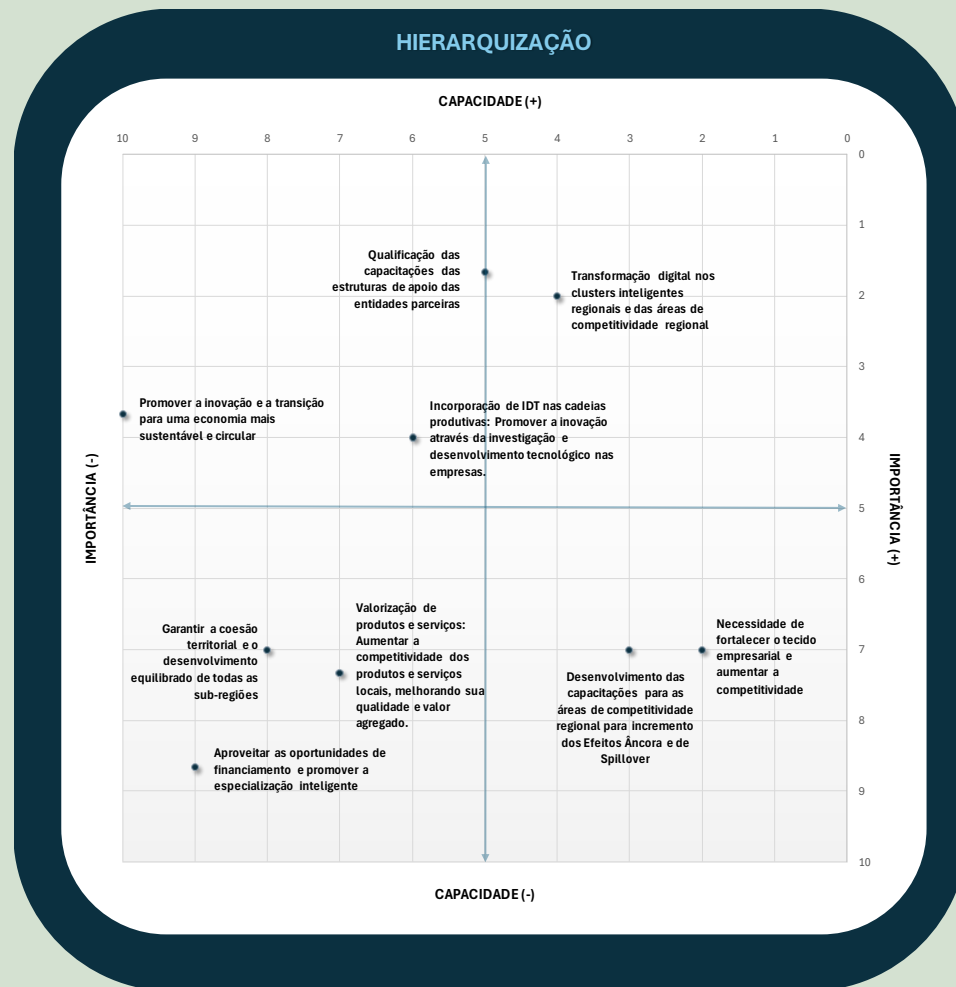 HIERARQUIZAÇÃO
CAPACIDADE (+)
10 9 8 7 6 5 4 3 2 1 0
0
1
2
3
4
5
6
7
8
9
10
Qualificação das
capacitações das
estruturas de apoio das
entidades parceiras
Transformação digital nos
clusters inteligentes
regionais e das áreas de
competitividade regional
Promover a inovação e a transição
para uma economia mais
sustentável e circular
Incorporação de IDT nas cadeias
produtivas: Promover a inovação
através da investigação e
desenvolvimento tecnológico nas
empresas.
IMPORTÂNCIA (-)
IMPORTÂNCIA (+)
Garantir a coesão
territorial e o
desenvolvimento
equilibrado de todas as
sub-regiões
Valorização de
produtos e serviços:
Aumentar a
competitividade dos
produtos e serviços
locais, melhorando sua
qualidade e valor
agregado.
Desenvolvimento das
capacitações para as
áreas de competitividade
regional para incremento
dos Efeitos Âncora e de
Spillover
Necessidade de
fortalecer o tecido
empresarial e
aumentar a
competitividade
Aproveitar as oportunidades de
financiamento e promover a
especialização inteligente
CAPACIDADE (-)